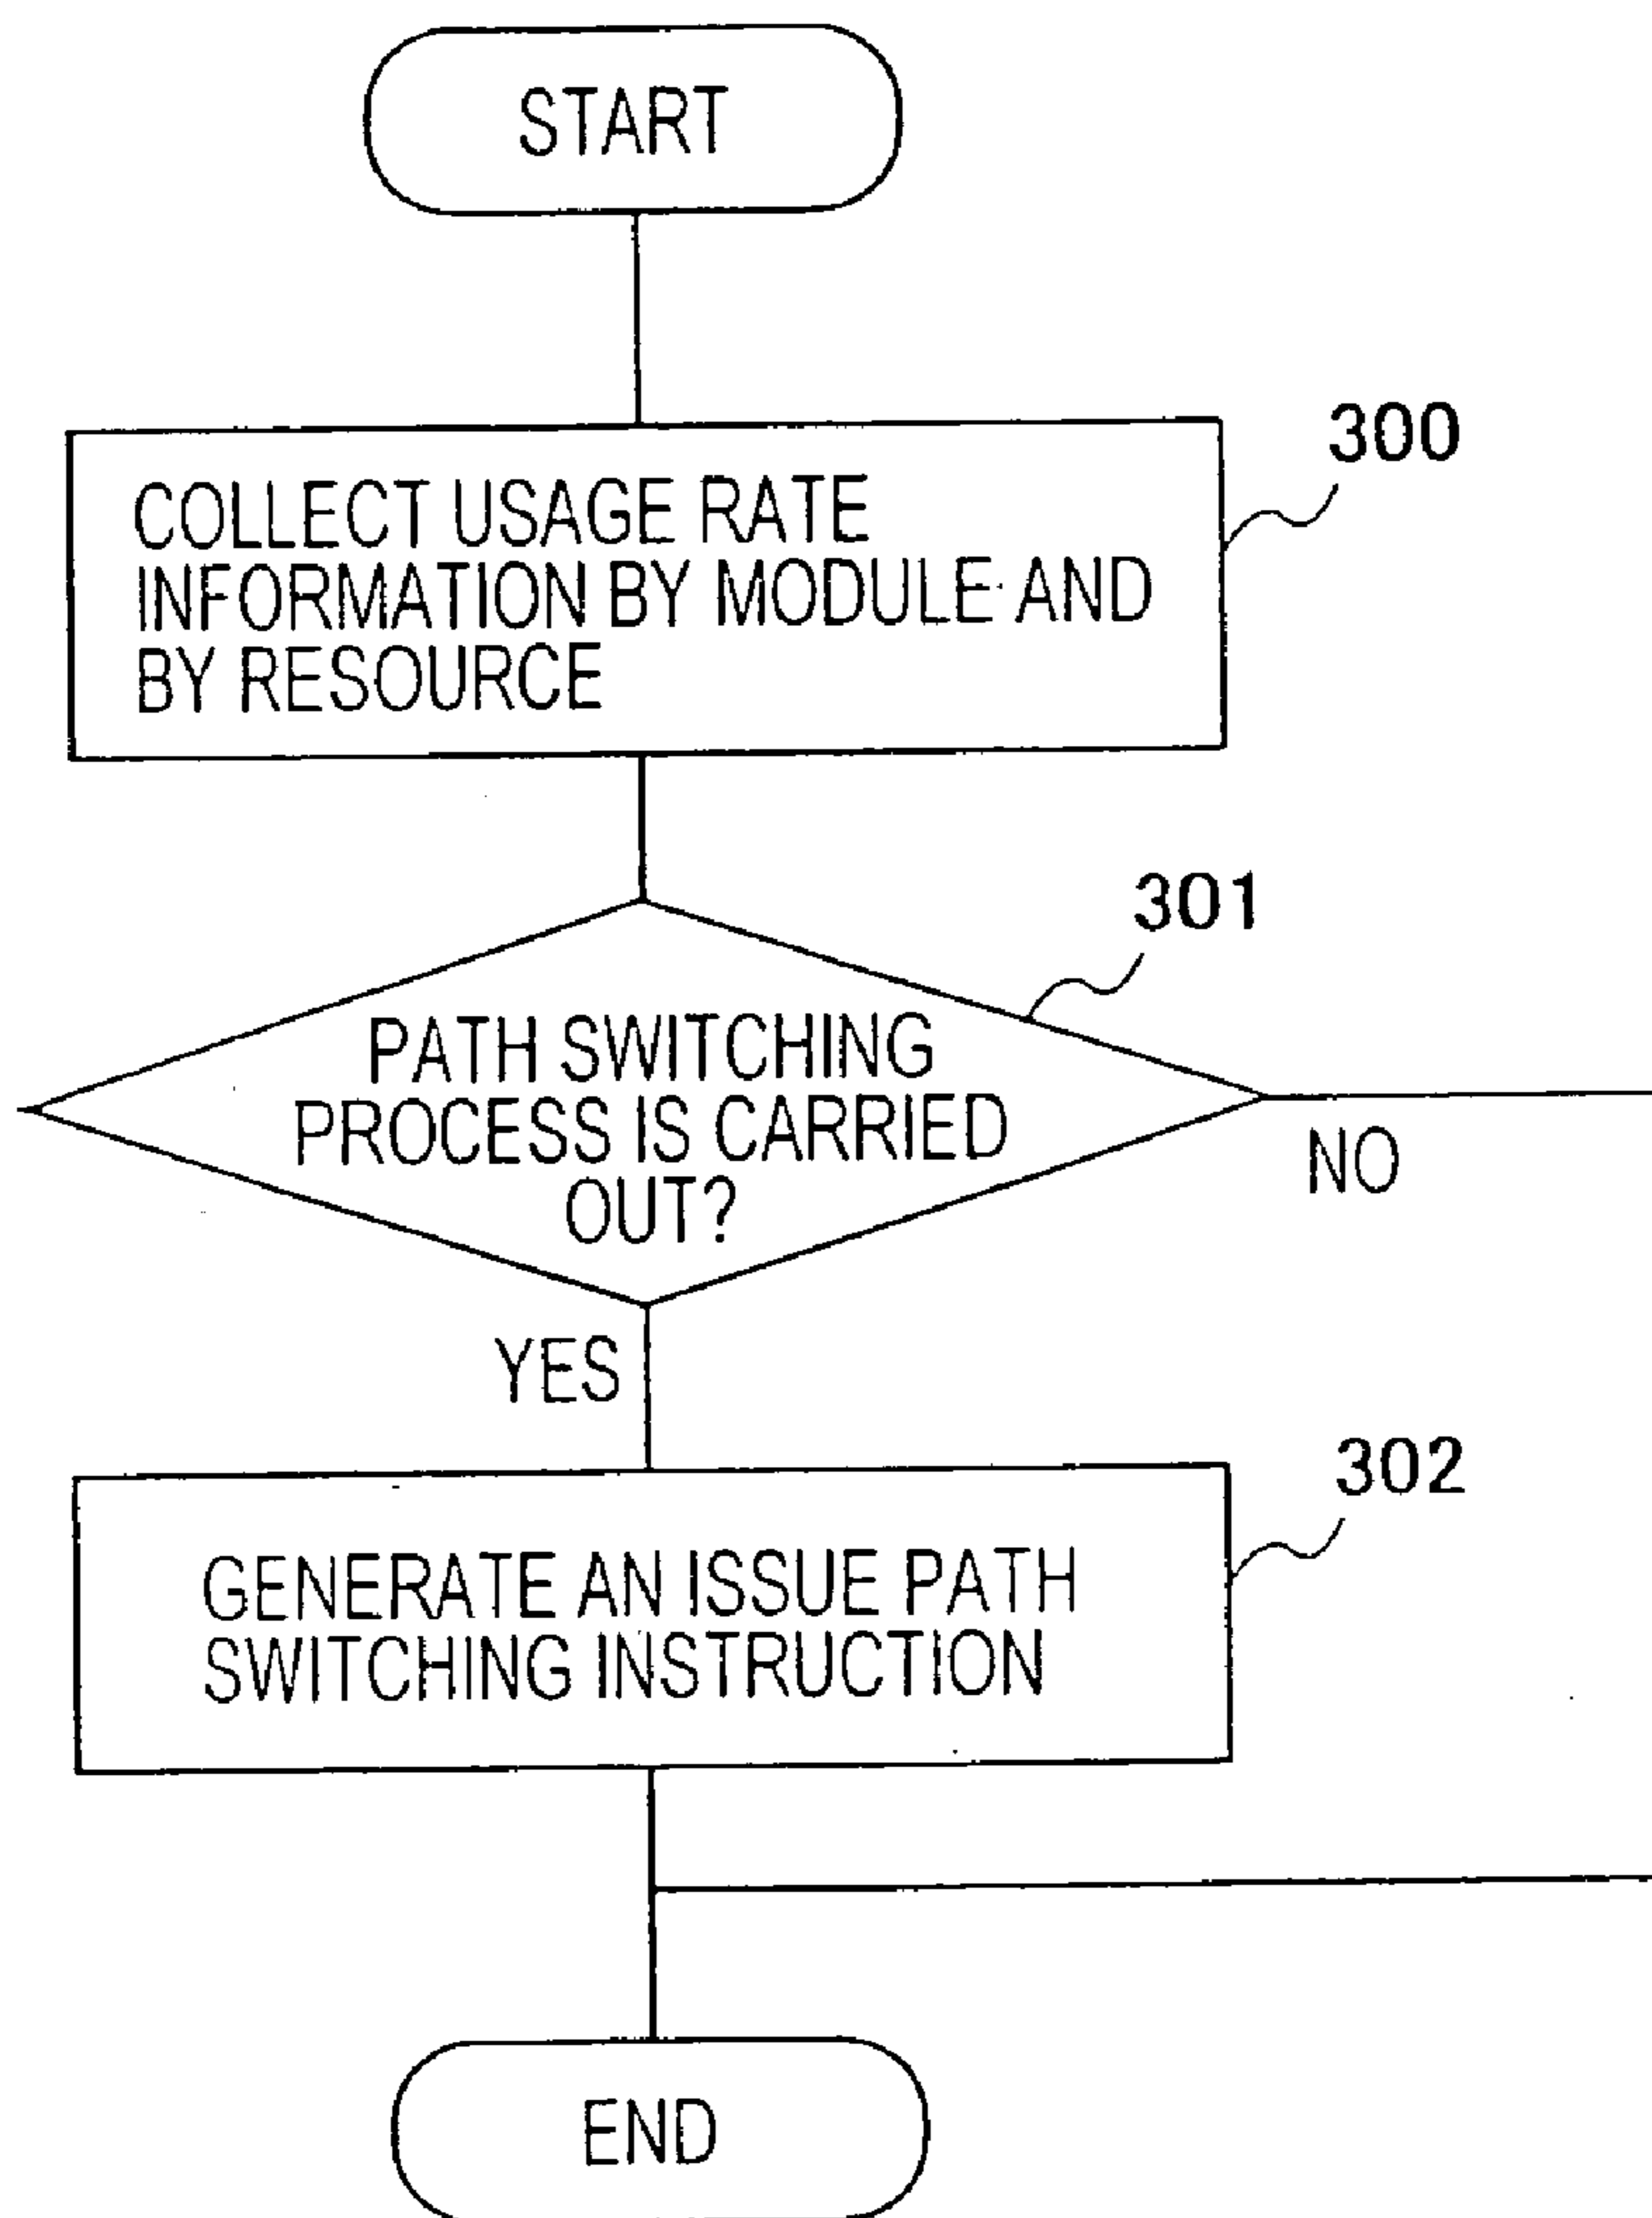 START
300
COLLECT USAGE RATE
INFORMATION BY MODULE AND
BY RESOURCE
301
PATH SWITCHING
PROCESS IS CARRIED
OUT?
NO
YES
302
GENERATE AN ISSUE PATH
SWITCHING INSTRUCTION
END